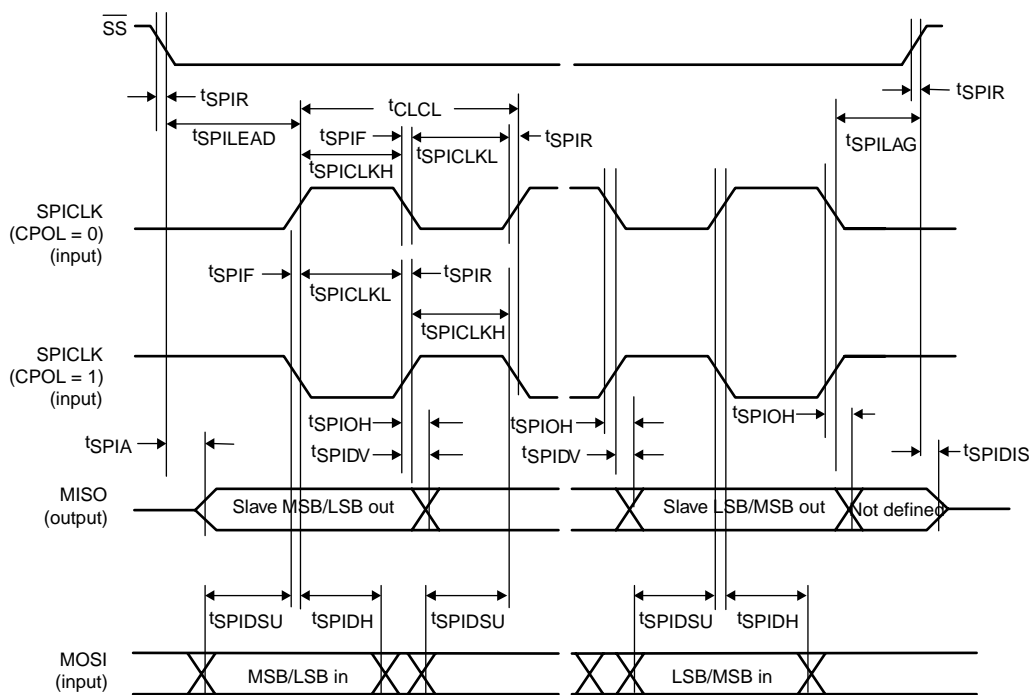 SS
tSPIR
tCLCL
tSPIR
tSPILEAD
tSPIF
tSPICLKL
tSPIR
tSPILAG
tSPICLKH
SPICLK
(CPOL = 0)
(input)
tSPIF
tSPICLKL
tSPIR
tSPICLKH
SPICLK
(CPOL = 1)
(input)
tSPIOH
tSPIOH
tSPIOH
tSPIA
tSPIDV
tSPIDV
tSPIDIS
MISO
(output)
Slave MSB/LSB out
Slave LSB/MSB out
Not defined
tSPIDSU
tSPIDH
tSPIDSU
tSPIDSU
tSPIDH
MOSI
(input)
MSB/LSB in
LSB/MSB in